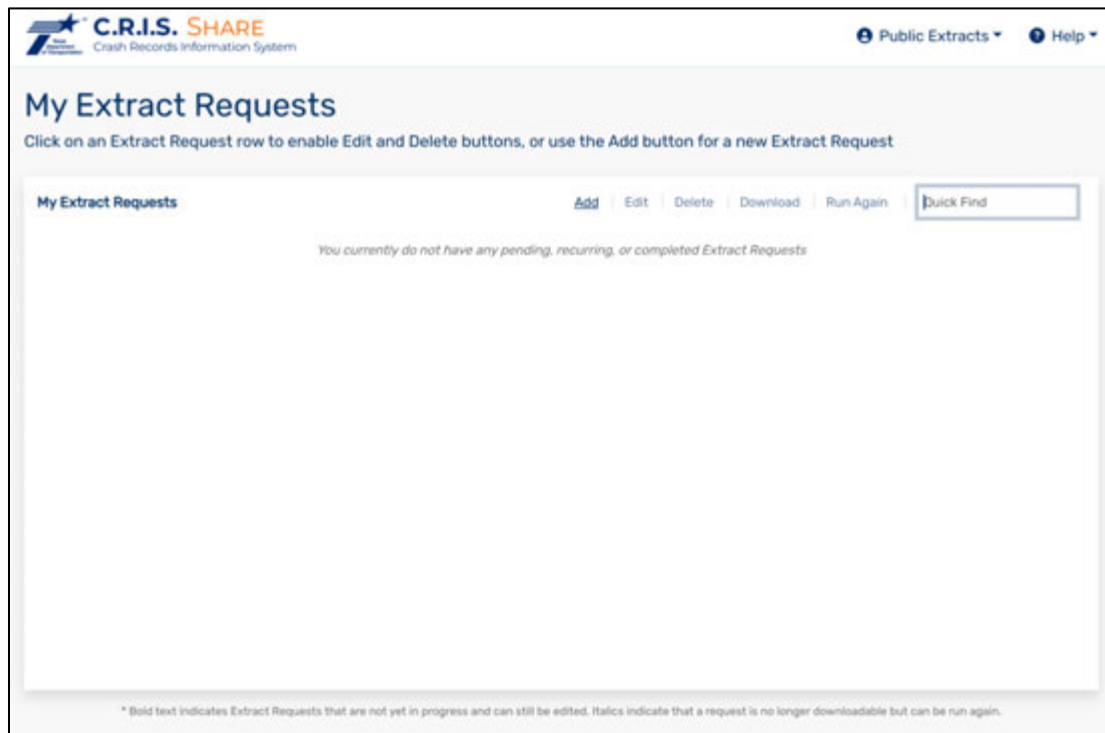 C.R.I.S. SHARE
Crash Records Information System
Public Extracts
Help
My Extract Requests
Click on an Extract Request row to enable Edit and Delete buttons, or use the Add button for a new Extract Request
My Extract Requests Add Edit Delete Download Run Again Quick Find
You currently do not have any pending, recurring, or completed Extract Requests
* Bold text indicates Extract Requests that are not yet in progress and can still be edited. Italics indicate that a request is no longer downloadable but can be run again.